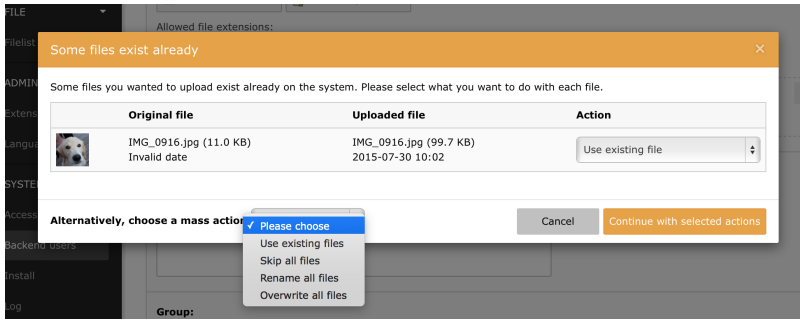 FILE
Filelist
ADMIN
Extens
Langua
SYSTE
Access
Backend users
Install
Log
Allowed file extensions:
Some files exist already
×
Some files you wanted to upload exist already on the system. Please select what you want to do with each file.
Original file Uploaded file Action
IMG_0916.jpg (11.0 KB) IMG_0916.jpg (99.7 KB) Use existing file
Invalid date 2015-07-30 10:02
Alternatively, choose a mass action
✓ Please choose
Use existing files
Skip all files
Rename all files
Overwrite all files
Cancel Continue with selected actions
Group: